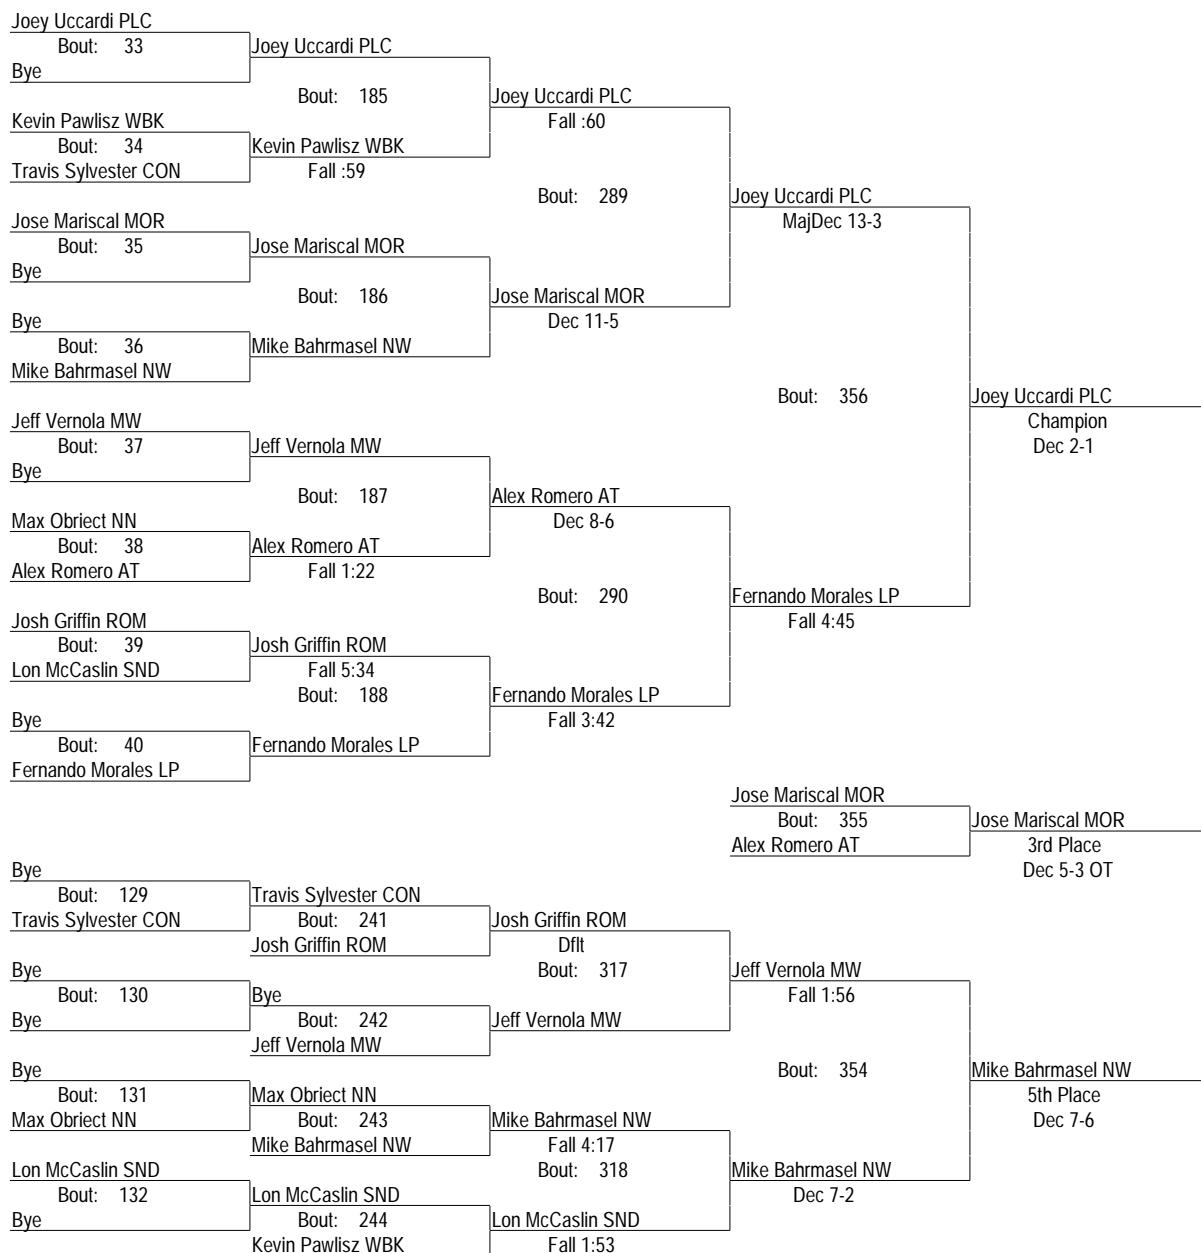 Joey Uccardi PLC
Bout: 33
Joey Uccardi PLC
Bye
Bout: 185
Joey Uccardi PLC
Kevin Pawlisz WBK
Fall :60
Bout: 34
Kevin Pawlisz WBK
Travis Sylvester CON
Fall :59
Bout: 289
Joey Uccardi PLC
Jose Mariscal MOR
MajDec 13-3
Bout: 35
Jose Mariscal MOR
Bye
Bout: 186
Jose Mariscal MOR
Bye
Dec 11-5
Bout: 36
Mike Bahrmasel NW
Mike Bahrmasel NW
Bout: 356
Joey Uccardi PLC
Jeff Vernola MW
Champion
Bout: 37
Jeff Vernola MW
Dec 2-1
Bye
Bout: 187
Alex Romero AT
Max Obriect NN
Dec 8-6
Bout: 38
Alex Romero AT
Alex Romero AT
Fall 1:22
Bout: 290
Fernando Morales LP
Josh Griffin ROM
Fall 4:45
Bout: 39
Josh Griffin ROM
Lon McCaslin SND
Fall 5:34
Bout: 188
Fernando Morales LP
Bye
Fall 3:42
Bout: 40
Fernando Morales LP
Fernando Morales LP
Jose Mariscal MOR
Bout: 355
Jose Mariscal MOR
Alex Romero AT
3rd Place
Dec 5-3 OT
Bye
Bout: 129
Travis Sylvester CON
Travis Sylvester CON
Bout: 241
Josh Griffin ROM
Josh Griffin ROM
Dflt
Bye
Bout: 317
Jeff Vernola MW
Bout: 130
Bye
Fall 1:56
Bye
Bout: 242
Jeff Vernola MW
Jeff Vernola MW
Bye
Bout: 354
Mike Bahrmasel NW
Bout: 131
Max Obriect NN
5th Place
Max Obriect NN
Bout: 243
Mike Bahrmasel NW
Dec 7-6
Mike Bahrmasel NW
Fall 4:17
Lon McCaslin SND
Bout: 318
Mike Bahrmasel NW
Bout: 132
Lon McCaslin SND
Dec 7-2
Bye
Bout: 244
Lon McCaslin SND
Kevin Pawlisz WBK
Fall 1:53